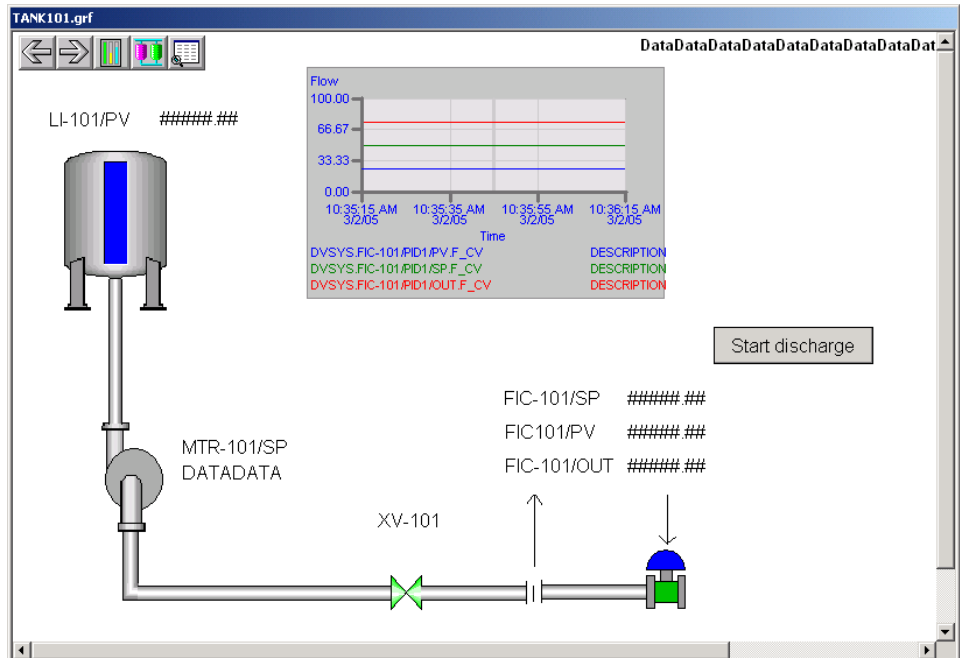 TANK101.grf
DataDataDataDataDataDataDataDataDat
Flow
100.00
66.67
33.33
0.00
10:35:15 AM 10:35:35 AM 10:35:55 AM 10:36:15 AM
3/2/05 3/2/05 3/2/05 3/2/05
Time
DVSYS.FIC-101/PID1/PV.F_CV DESCRIPTION
DVSYS.FIC-101/PID1/SP.F_CV DESCRIPTION
DVSYS.FIC-101/PID1/OUT.F_CV DESCRIPTION
LI-101/PV #####.##
Start discharge
FIC-101/SP #####.##
FIC101/PV #####.##
FIC-101/OUT #####.##
MTR-101/SP
DATADATA
XV-101